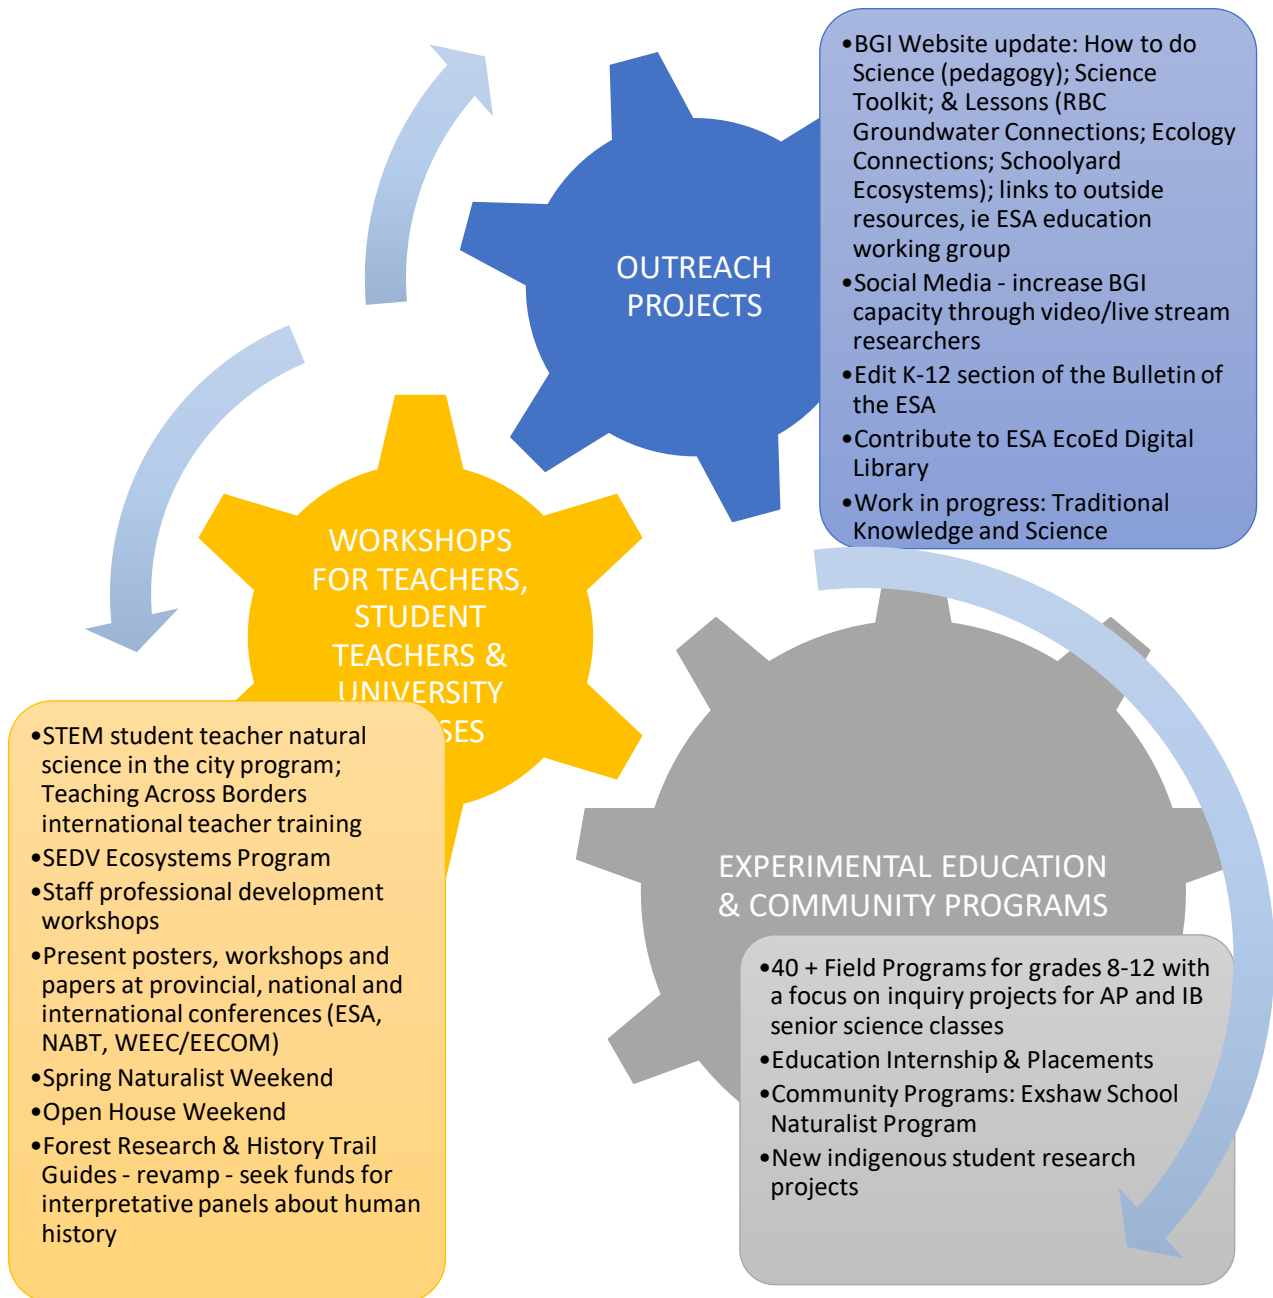 OUTREACH
PROJECTS
•BGI Website update: How to do
Science (pedagogy); Science
Toolkit; & Lessons (RBC
Groundwater Connections; Ecology
Connections; Schoolyard
Ecosystems); links to outside
resources, ie ESA education
working group
•Social Media - increase BGI
capacity through video/live stream
researchers
•Edit K-12 section of the Bulletin of
the ESA
•Contribute to ESA EcoEd Digital
Library
•Work in progress: Traditional
Knowledge and Science
WORKSHOPS
FOR TEACHERS,
STUDENT
TEACHERS &
UNIVERSITY
•STEM student teacher natural
science in the city program;
Teaching Across Borders
international teacher training
•SEDV Ecosystems Program
•Staff professional development
workshops
•Present posters, workshops and
papers at provincial, national and
international conferences (ESA,
NABT, WEEC/EECOM)
•Spring Naturalist Weekend
•Open House Weekend
•Forest Research & History Trail
Guides - revamp - seek funds for
interpretative panels about human
history
EXPERIMENTAL EDUCATION
& COMMUNITY PROGRAMS
•40 + Field Programs for grades 8-12 with
a focus on inquiry projects for AP and IB
senior science classes
•Education Internship & Placements
•Community Programs: Exshaw School
Naturalist Program
•New indigenous student research
projects